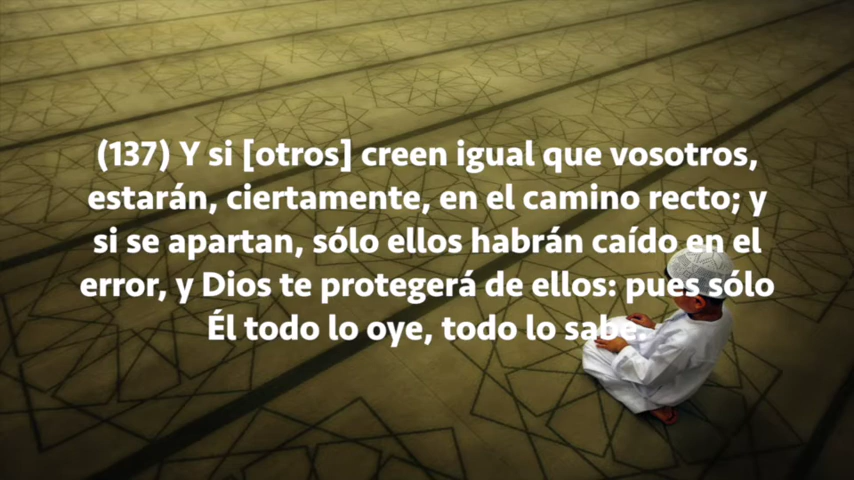 (137) Y si [otros] creen igual que vosotros,
estarán, ciertamente, en el camino recto; y
si se apartan, sólo ellos habrán caído en el
error, y Dios te protegerá de ellos: pues sólo
Él todo lo oye, todo lo sabe.